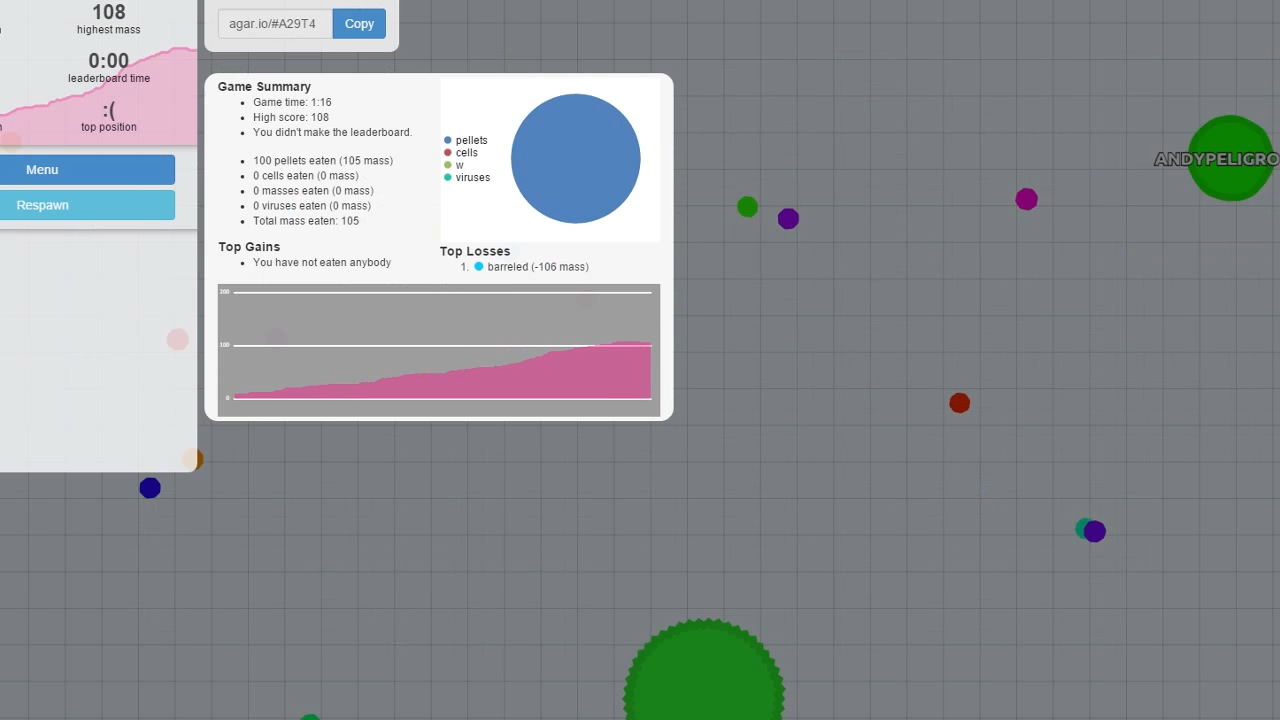 108
highest mass
0:00
leaderboard time
:(
top position
Menu
Respawn
agar.io/#A29T4
Copy
Game Summary
Game time: 1:16
High score: 108
You didn't make the leaderboard.
100 pellets eaten (105 mass)
0 cells eaten (0 mass)
0 masses eaten (0 mass)
0 viruses eaten (0 mass)
Total mass eaten: 105
pellets
cells
w
viruses
Top Gains
You have not eaten anybody
Top Losses
1. barreled (-106 mass)
200
100
0
ANDYPELIGRO